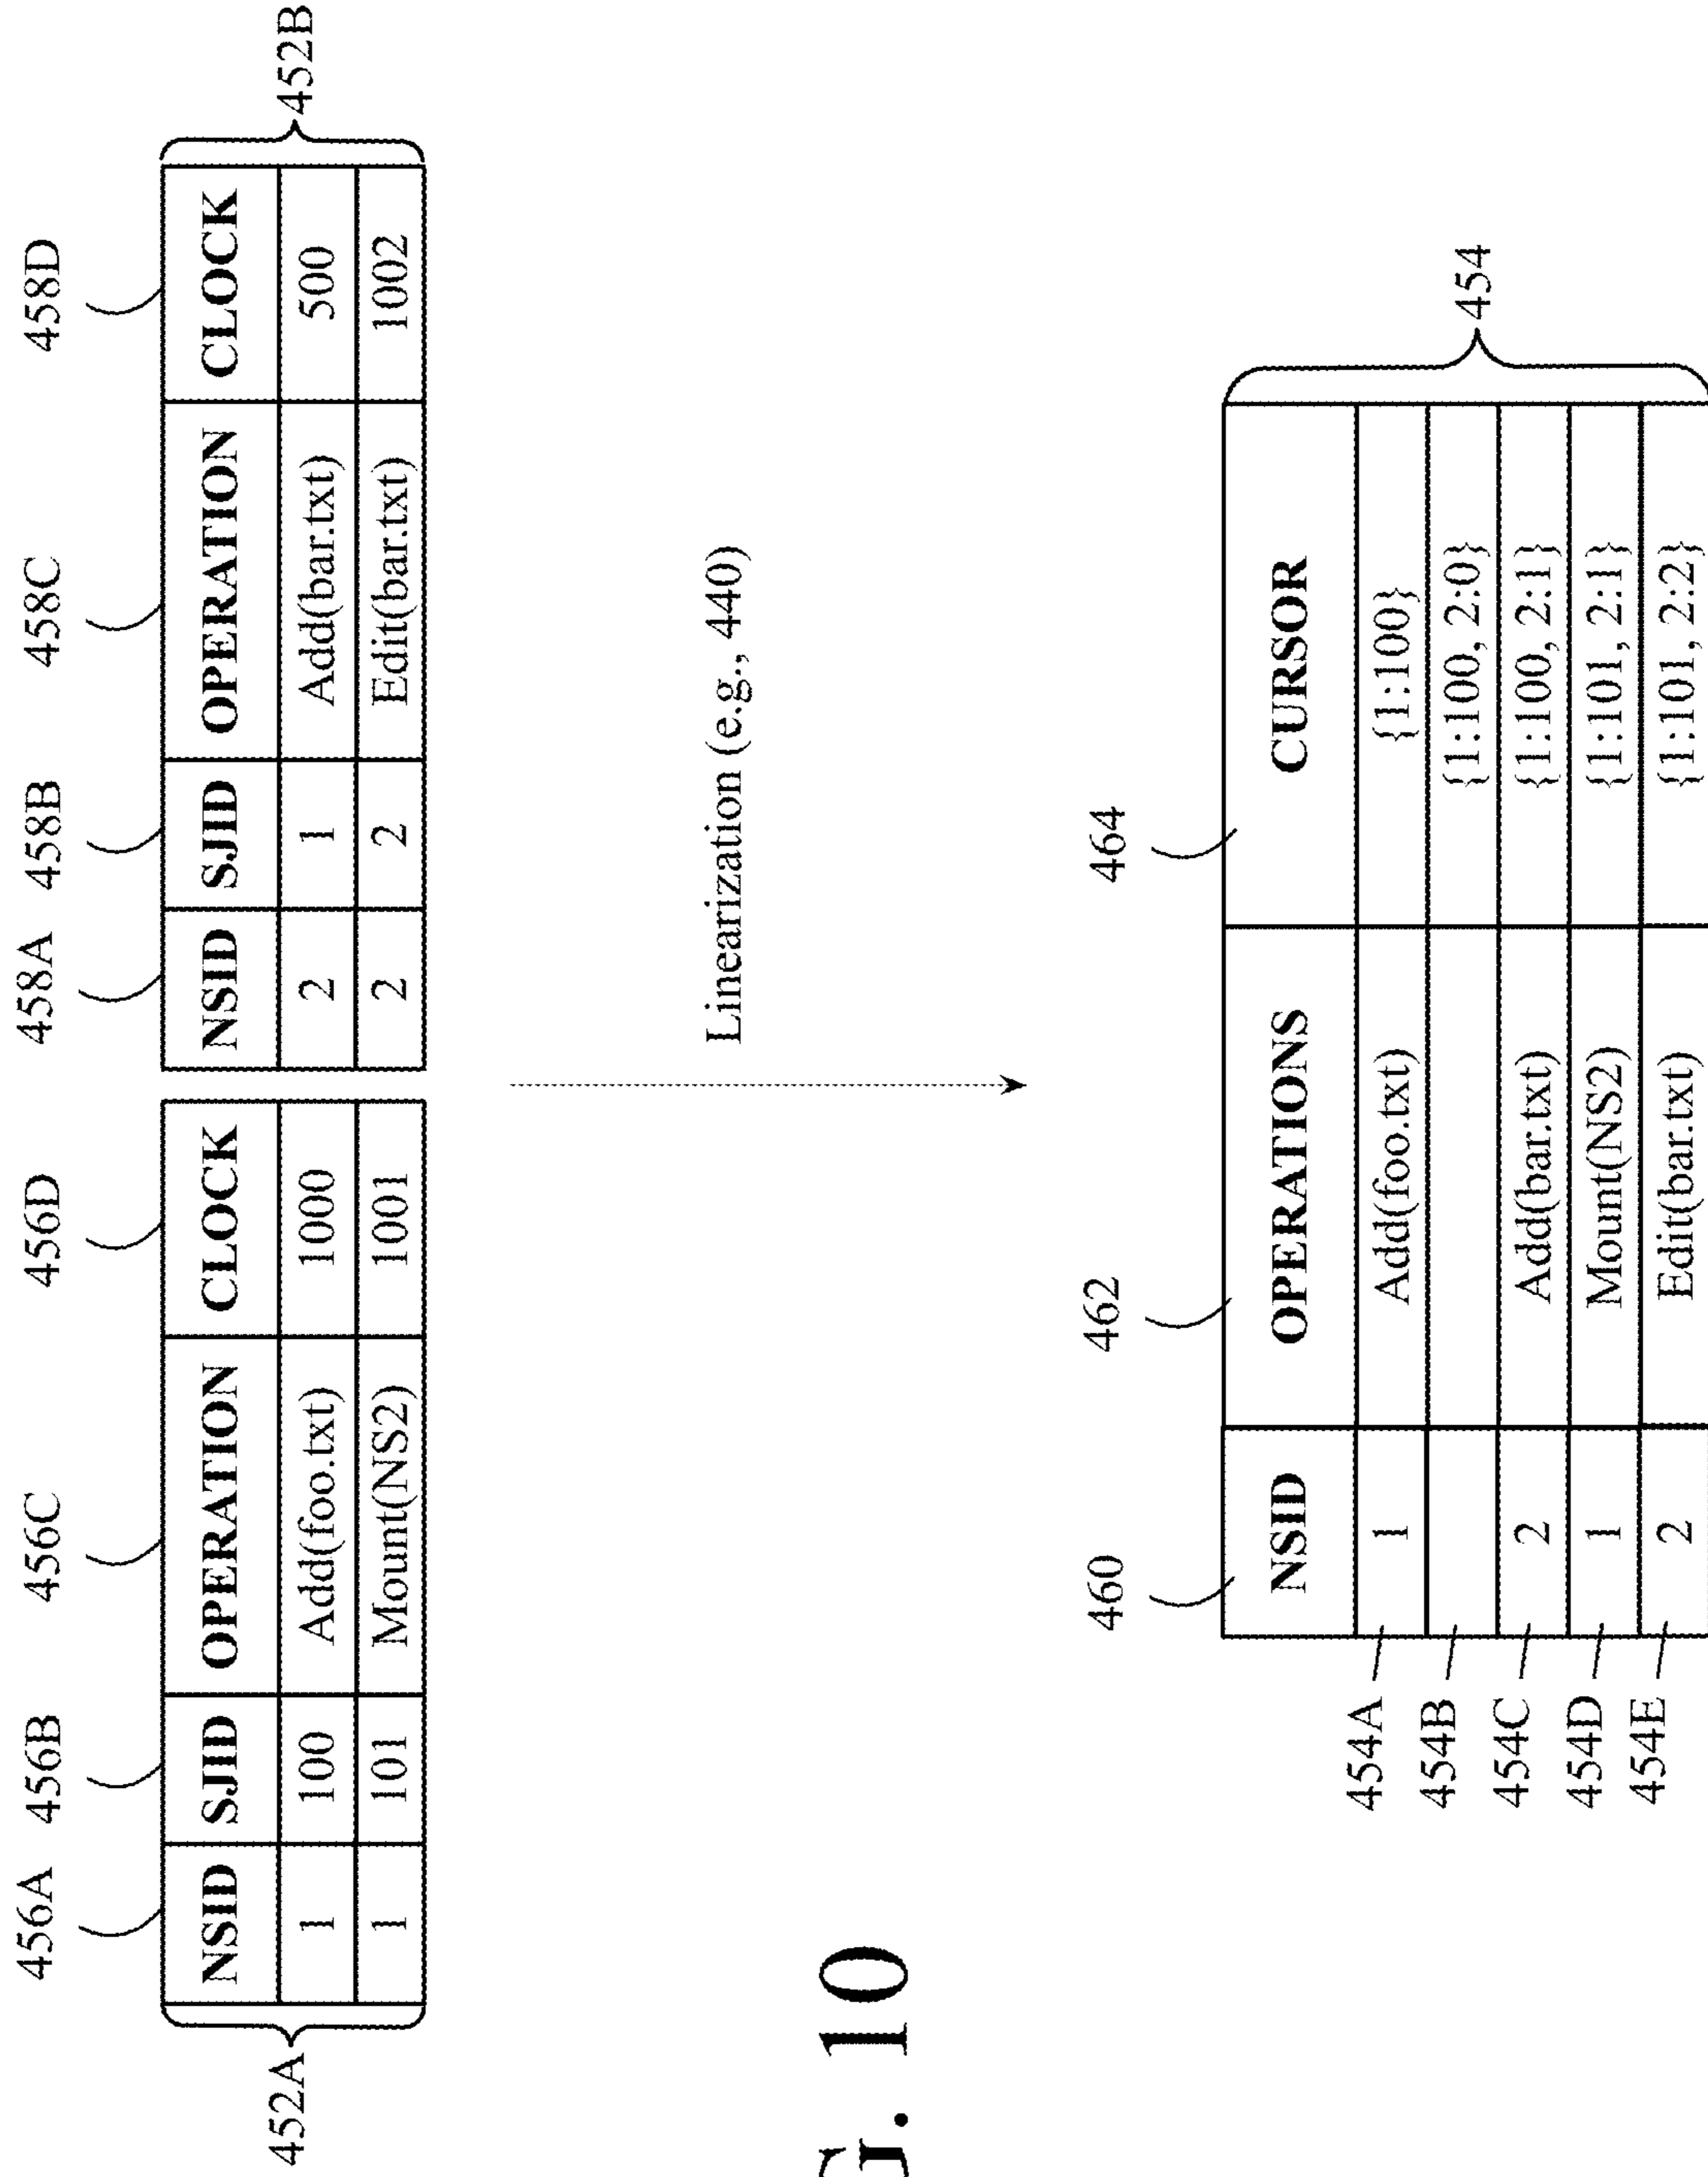 456A 456B 456C 456D 458A 458B 458C 458D
NSID SJID OPERATION CLOCK NSID SJID OPERATION CLOCK
1 100 Add(foo.txt) 1000 2 1 Add(bar.txt) 500
1 101 Mount(NS2) 1001 2 2 Edit(bar.txt) 1002
452A 452B
Linearization (e.g., 440)
G. 10
460 462 464
NSID OPERATIONS CURSOR
454A 1 Add(foo.txt) {1:100}
454B {1:100, 2:0}
454C 2 Add(bar.txt) {1:100, 2:1}
454D 1 Mount(NS2) {1:101, 2:1}
454E 2 Edit(bar.txt) {1:101, 2:2}
454